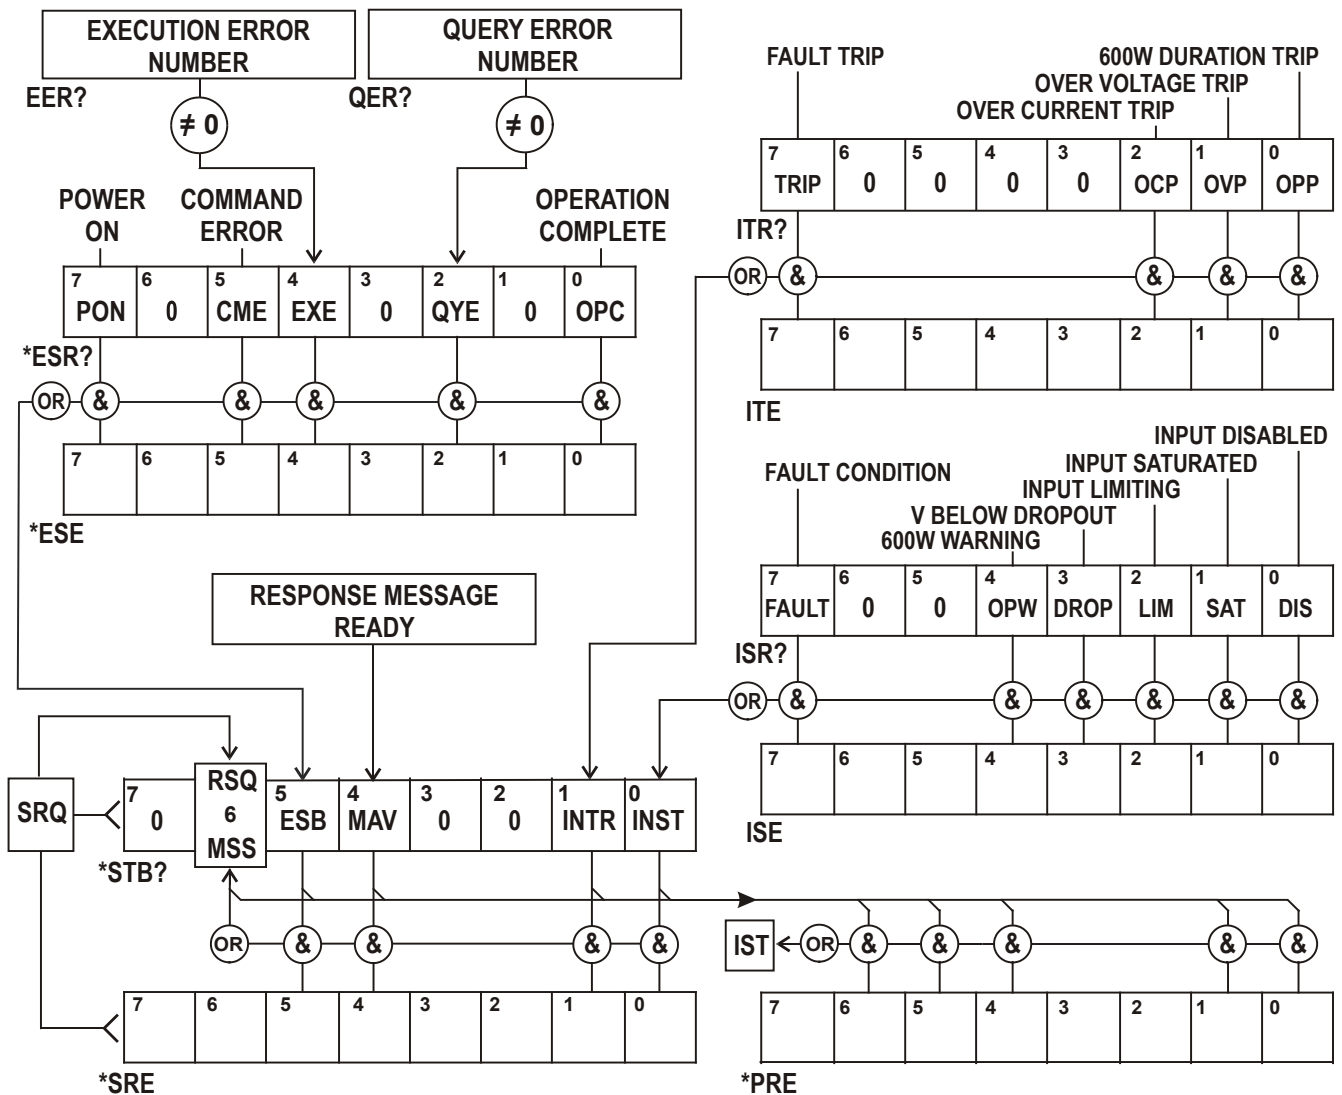 EXECUTION ERROR
NUMBER
EER?
≠ 0
QUERY ERROR
NUMBER
QER?
≠ 0
POWER
ON
COMMAND
ERROR
OPERATION
COMPLETE
7 6 5 4 3 2 1 0
PON 0 CME EXE 0 QYE 0 OPC
*ESR?
OR & & & & &
7 6 5 4 3 2 1 0
*ESE
FAULT TRIP
600W DURATION TRIP
OVER VOLTAGE TRIP
OVER CURRENT TRIP
7 6 5 4 3 2 1 0
TRIP 0 0 0 0 OCP OVP OPP
ITR?
OR & & & &
7 6 5 4 3 2 1 0
ITE
INPUT DISABLED
INPUT SATURATED
FAULT CONDITION
INPUT LIMITING
V BELOW DROPOUT
600W WARNING
7 6 5 4 3 2 1 0
FAULT 0 0 OPW DROP LIM SAT DIS
ISR?
OR & & & & & &
7 6 5 4 3 2 1 0
ISE
RESPONSE MESSAGE
READY
SRQ
7 RSQ 5 4 3 2 1 0
0 6 ESB MAV 0 0 INTR INST
MSS
*STB?
OR & & & &
7 6 5 4 3 2 1 0
*SRE
IST OR & & & & &
7 6 5 4 3 2 1 0
*PRE